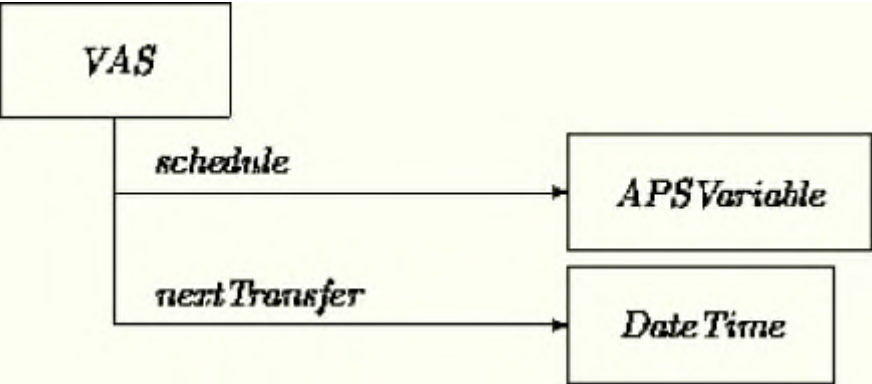 VAS
schedule
APSVariable
nextTransfer
DateTime